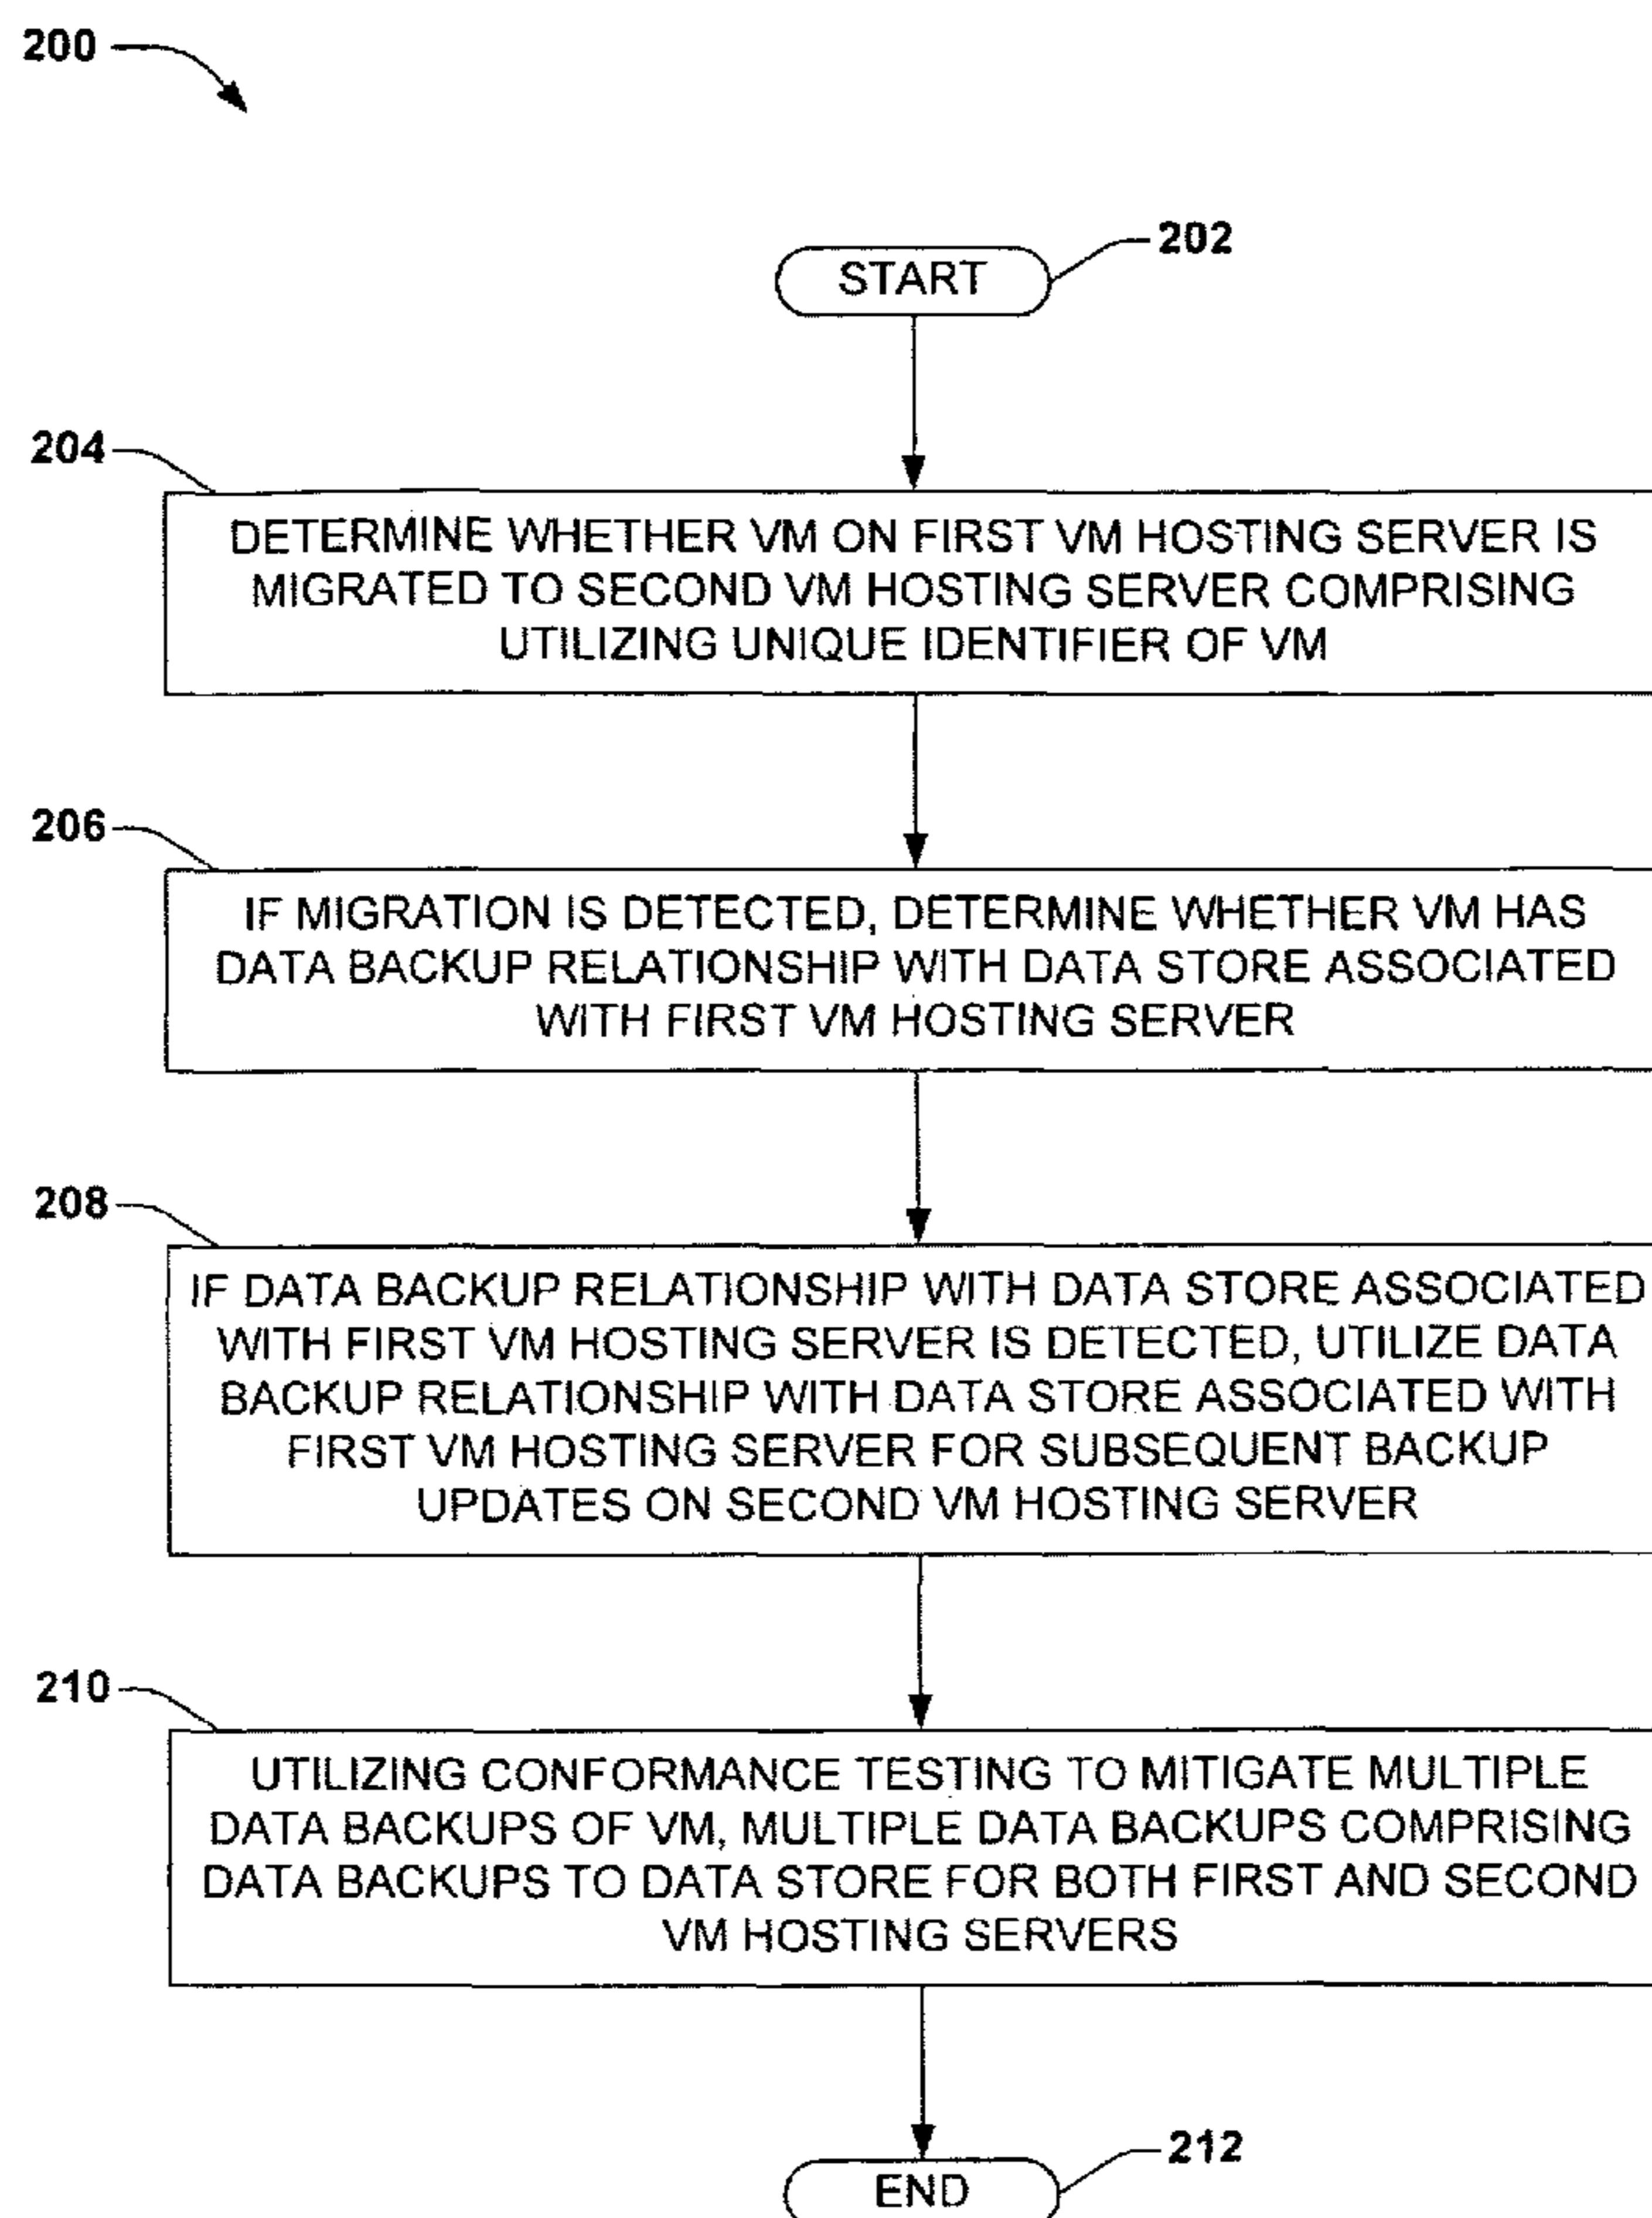 200
202
START
204
DETERMINE WHETHER VM ON FIRST VM HOSTING SERVER IS
MIGRATED TO SECOND VM HOSTING SERVER COMPRISING
UTILIZING UNIQUE IDENTIFIER OF VM
206
IF MIGRATION IS DETECTED, DETERMINE WHETHER VM HAS
DATA BACKUP RELATIONSHIP WITH DATA STORE ASSOCIATED
WITH FIRST VM HOSTING SERVER
208
IF DATA BACKUP RELATIONSHIP WITH DATA STORE ASSOCIATED
WITH FIRST VM HOSTING SERVER IS DETECTED, UTILIZE DATA
BACKUP RELATIONSHIP WITH DATA STORE ASSOCIATED WITH
FIRST VM HOSTING SERVER FOR SUBSEQUENT BACKUP
UPDATES ON SECOND VM HOSTING SERVER
210
UTILIZING CONFORMANCE TESTING TO MITIGATE MULTIPLE
DATA BACKUPS OF VM, MULTIPLE DATA BACKUPS COMPRISING
DATA BACKUPS TO DATA STORE FOR BOTH FIRST AND SECOND
VM HOSTING SERVERS
212
END